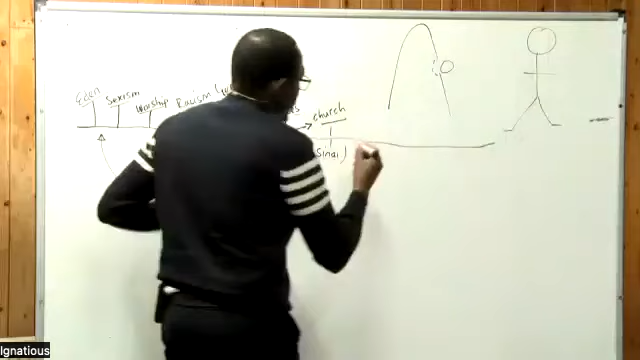 Eden
Sexism
Worship
Racism
church
Sinai)
Ignatious